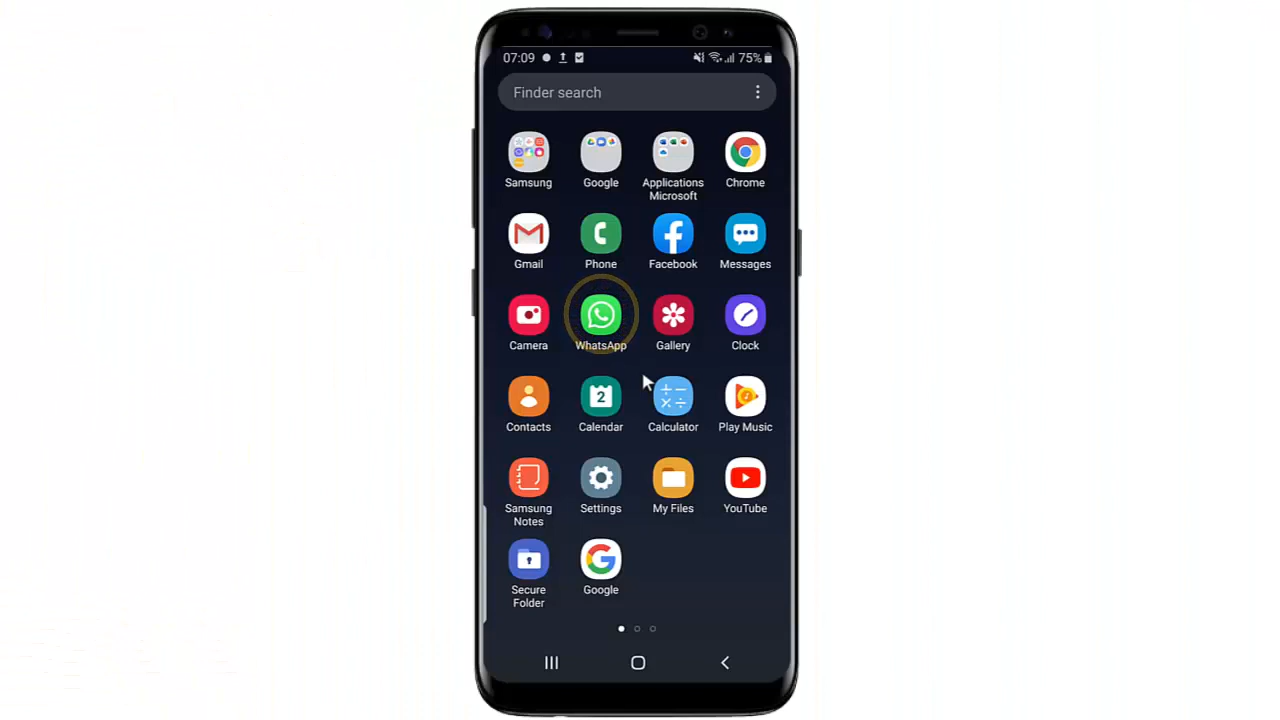 07:09
75%
Finder search
Samsung
Google
Applications
Microsoft
Chrome
Gmail
Phone
Facebook
Messages
Camera
WhatsApp
Gallery
Clock
Contacts
2
Calendar
Calculator
Play Music
Samsung
Notes
Settings
My Files
YouTube
Secure
Folder
Google